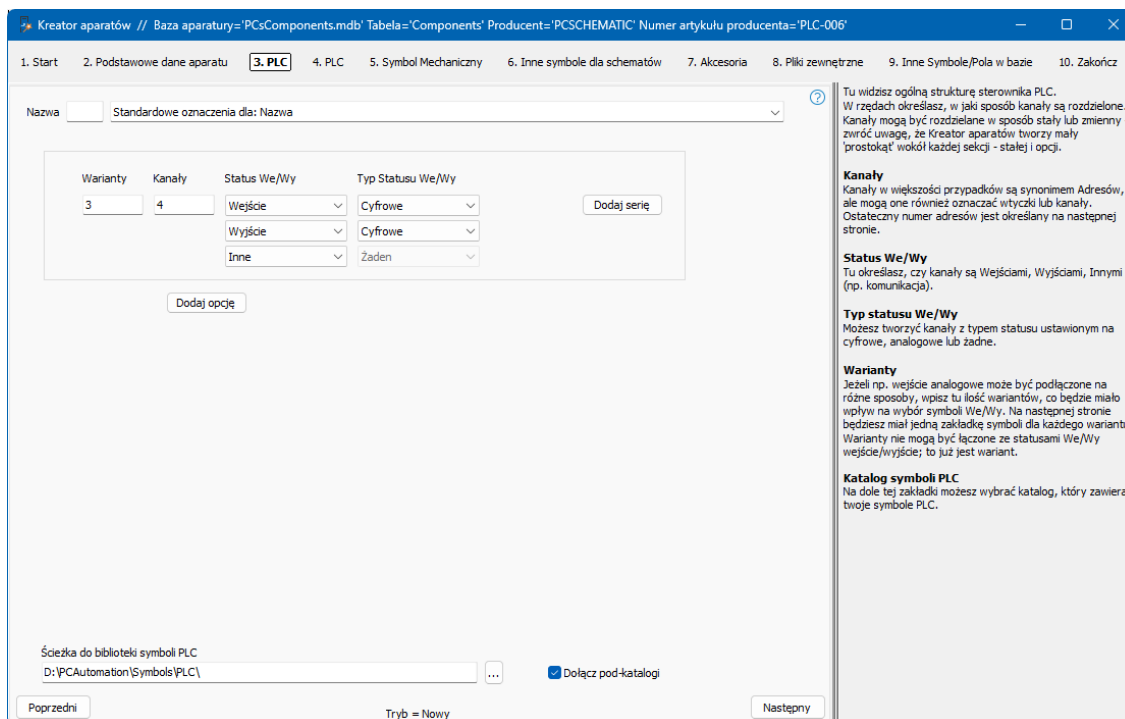 Kreator aparatów // Baza aparatury='PCsComponents.mdb' Tabela='Components' Producent='PCSCHEMATIC' Numer artykułu producenta='PLC-006'
1. Start 2. Podstawowe dane aparatu 3. PLC 4. PLC 5. Symbol Mechaniczny 6. Inne symbole dla schematów 7. Akcesoria 8. Pliki zewnętrzne 9. Inne Symbole/Pola w bazie 10. Zakończ
Nazwa Standardowe oznaczenia dla: Nazwa
?
Warianty Kanały Status We/Wy Typ Statusu We/Wy
3 4 Wejście Cyfrowe Dodaj serię
Wyjście Cyfrowe
Inne Żaden
Dodaj opcję
Ścieżka do biblioteki symboli PLC
D:\PCAutomation\Symbols\PLC\ ... Dołącz pod-katalogi
Poprzedni Tryb = Nowy Następny
Tu widzisz ogólną strukturę sterownika PLC.
W rzędach określasz, w jaki sposób kanały są rozdzielone.
Kanały mogą być rozdzielane w sposób stały lub zmienny -
zwróć uwagę, że Kreator aparatów tworzy mały
'prostokąt' wokół każdej sekcji - stałej i opcji.
Kanały
Kanały w większości przypadków są synonimem Adresów,
ale mogą one również oznaczać wtyczki lub kanały.
Ostateczny numer adresów jest określany na następnej
stronie.
Status We/Wy
Tu określasz, czy kanały są Wejściami, Wyjściami, Innymi
(np. komunikacja).
Typ statusu We/Wy
Możesz tworzyć kanały z typem statusu ustawionym na
cyfrowe, analogowe lub żadne.
Warianty
Jeżeli np. wejście analogowe może być podłączone na
różne sposoby, wpisz tu ilość wariantów, co będzie miało
wpływ na wybór symboli We/Wy. Na następnej stronie
będziesz miał jedną zakładkę symboli dla każdego wariantu.
Warianty nie mogą być łączone ze statusami We/Wy
wejście/wyjście; to już jest wariant.
Katalog symboli PLC
Na dole tej zakładki możesz wybrać katalog, który zawiera
twoje symbole PLC.